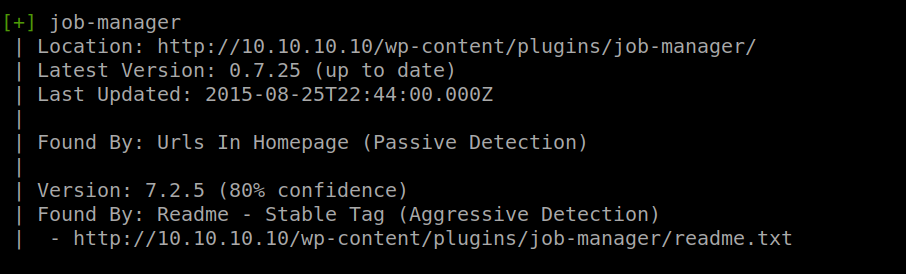 [+] job-manager
| Location: http://10.10.10.10/wp-content/plugins/job-manager/
| Latest Version: 0.7.25 (up to date)
| Last Updated: 2015-08-25T22:44:00.000Z
|
| Found By: Urls In Homepage (Passive Detection)
|
| Version: 7.2.5 (80% confidence)
| Found By: Readme - Stable Tag (Aggressive Detection)
|  - http://10.10.10.10/wp-content/plugins/job-manager/readme.txt